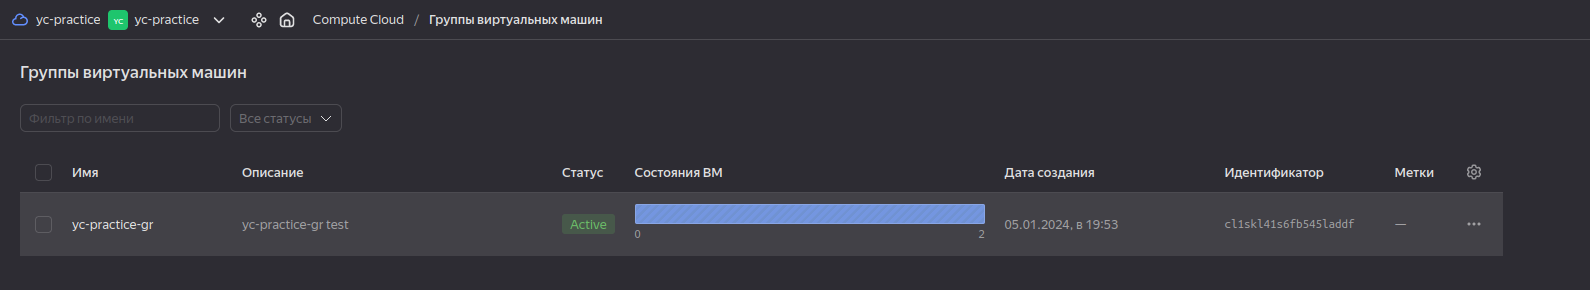 yc-practice YC yc-practice Compute Cloud / Группы виртуальных машин
Группы виртуальных машин
Фильтр по имени Все статусы
Имя Описание Статус Состояния ВМ Дата создания Идентификатор Метки
yc-practice-gr yc-practice-gr test Active 05.01.2024, в 19:53 cl1skl41s6fb545laddf —
0 2